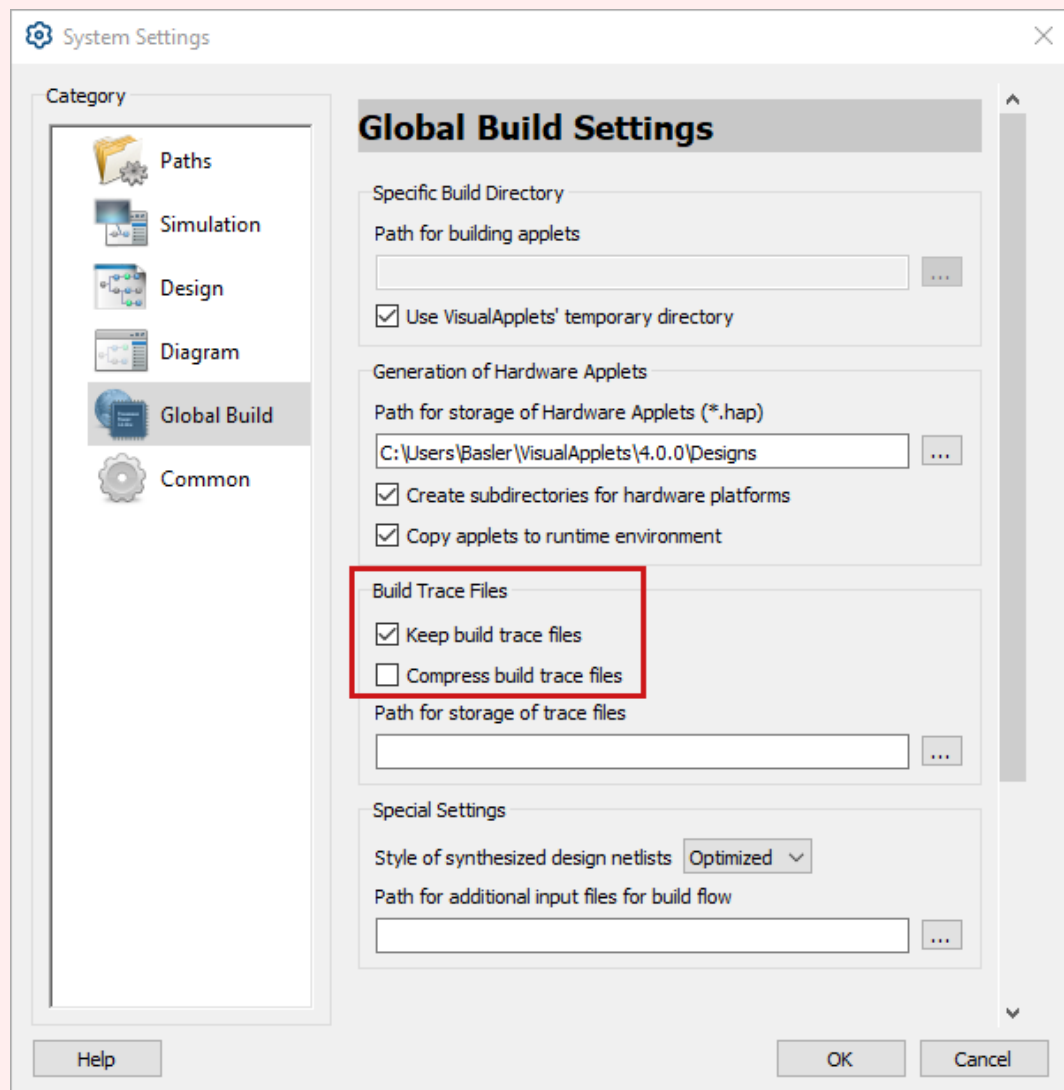 System Settings
Category
Paths
Simulation
Design
Diagram
Global Build
Common
Global Build Settings
Specific Build Directory
Path for building applets
...
Use VisualApplets' temporary directory
Generation of Hardware Applets
Path for storage of Hardware Applets (*.hap)
C:\Users\Basler\VisualApplets\4.0.0\Designs
...
Create subdirectories for hardware platforms
Copy applets to runtime environment
Build Trace Files
Keep build trace files
Compress build trace files
Path for storage of trace files
...
Special Settings
Style of synthesized design netlists Optimized
Path for additional input files for build flow
...
Help OK Cancel